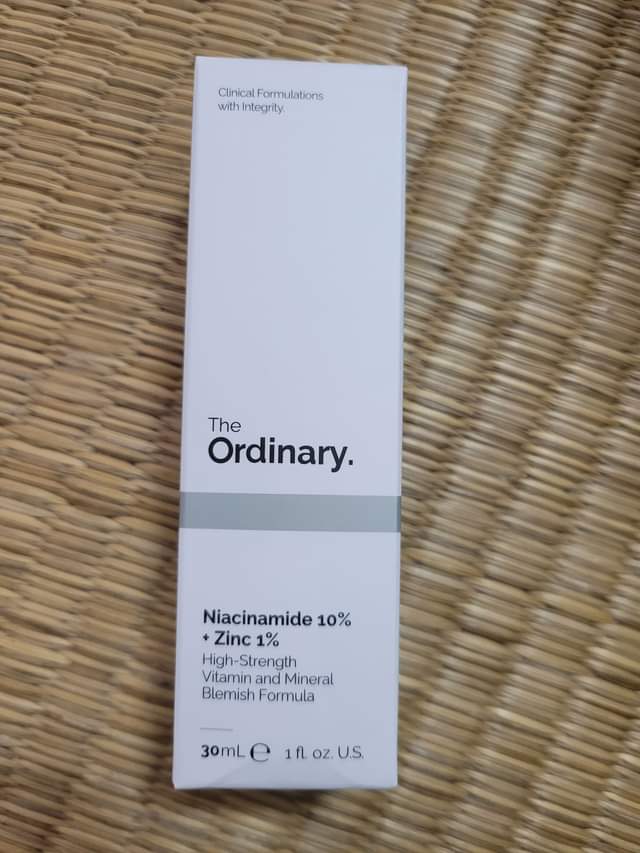 Clinical Formulations
with Integrity.
The
Ordinary.
Niacinamide 10%
+ Zinc 1%
High-Strength
Vitamin and Mineral
Blemish Formula
30mL ℮ 1 fl. oz. U.S.